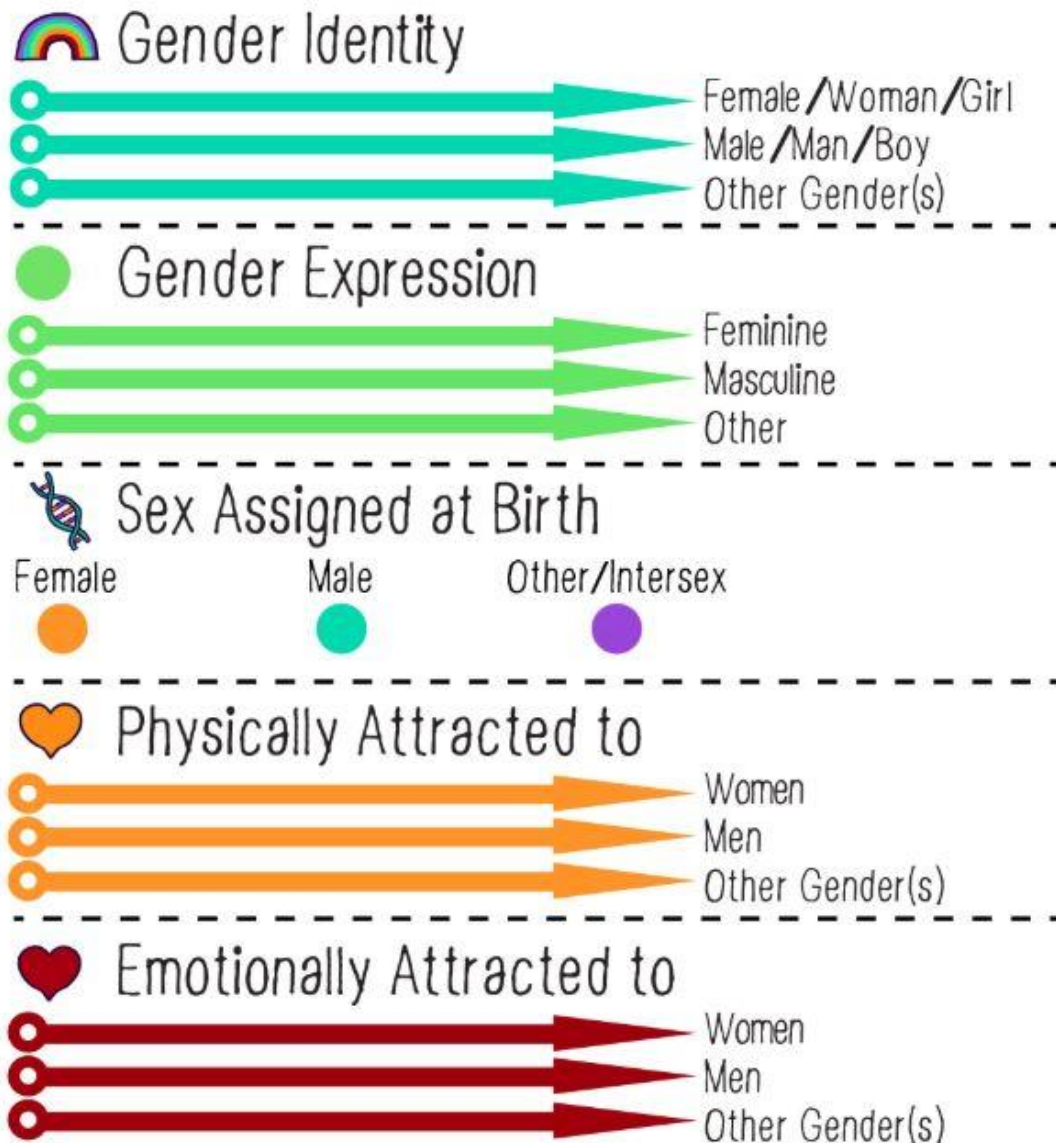 Gender Identity
Female/Woman/Girl
Male/Man/Boy
Other Gender(s)
Gender Expression
Feminine
Masculine
Other
Sex Assigned at Birth
Female Male Other/Intersex
Physically Attracted to
Women
Men
Other Gender(s)
Emotionally Attracted to
Women
Men
Other Gender(s)